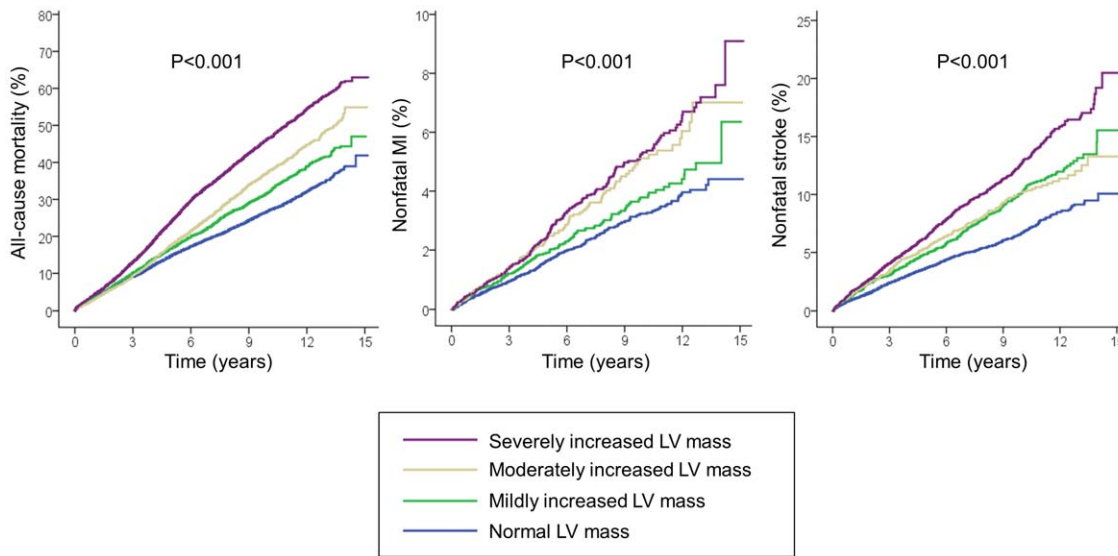 All-cause mortality (%)
80
70
60
50
40
30
20
10
0
P<0.001
0 3 6 9 12 15
Time (years)
Nonfatal MI (%)
10
8
6
4
2
0
P<0.001
0 3 6 9 12 15
Time (years)
Nonfatal stroke (%)
25
20
15
10
5
0
P<0.001
0 3 6 9 12 15
Time (years)
Severely increased LV mass
Moderately increased LV mass
Mildly increased LV mass
Normal LV mass